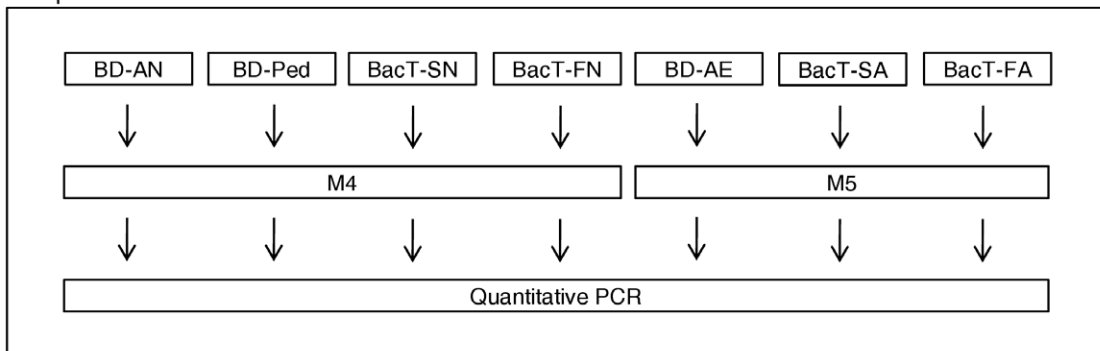 BD-AN BD-Ped BacT-SN BacT-FN BD-AE BacT-SA BacT-FA
M4 M5
Quantitative PCR